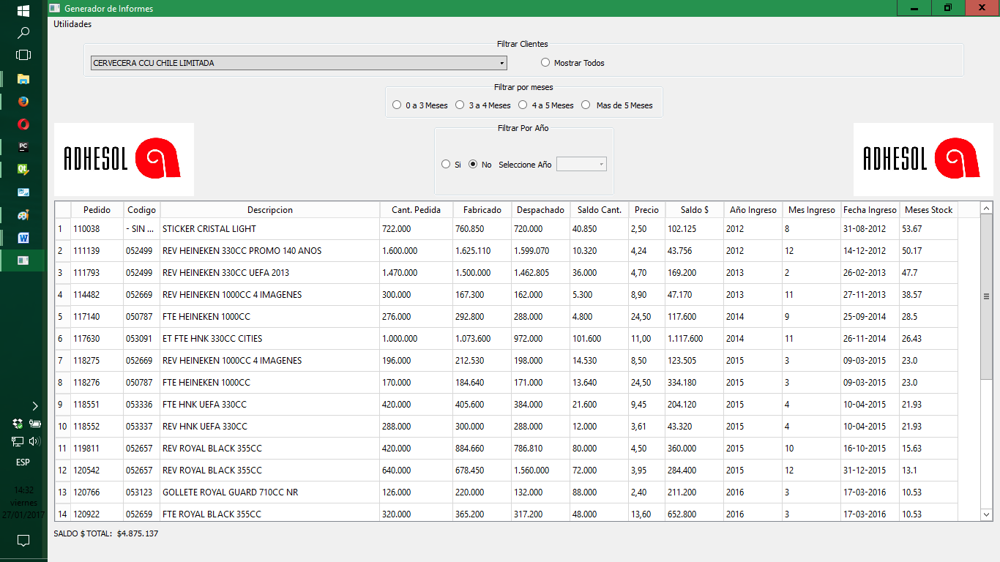 Generador de Informes
Utilidades
Filtrar Clientes
CERVECERA CCU CHILE LIMITADA Mostrar Todos
Filtrar por meses
0 a 3 Meses 3 a 4 Meses 4 a 5 Meses Mas de 5 Meses
Filtrar Por Año
Si No Seleccione Año
ADHESOL ADHESOL
Pedido Codigo Descripcion Cant. Pedida Fabricado Despachado Saldo Cant. Precio Saldo $ Año Ingreso Mes Ingreso Fecha Ingreso Meses Stock
1 110038 - SIN ... STICKER CRISTAL LIGHT 722.000 760.850 720.000 40.850 2,50 102.125 2012 8 31-08-2012 53.67
2 111139 052499 REV HEINEKEN 330CC PROMO 140 ANOS 1.600.000 1.625.110 1.599.070 10.320 4,24 43.756 2012 12 14-12-2012 50.17
3 111793 052499 REV HEINEKEN 330CC UEFA 2013 1.470.000 1.500.000 1.462.805 36.000 4,70 169.200 2013 2 26-02-2013 47.7
4 114482 052669 REV HEINEKEN 1000CC 4 IMAGENES 300.000 167.300 162.000 5.300 8,90 47.170 2013 11 27-11-2013 38.57
5 117140 050787 FTE HEINEKEN 1000CC 276.000 292.800 288.000 4.800 24,50 117.600 2014 9 25-09-2014 28.5
6 117630 053091 ET FTE HNK 330CC CITIES 1.000.000 1.073.600 972.000 101.600 11,00 1.117.600 2014 11 26-11-2014 26.43
7 118275 052669 REV HEINEKEN 1000CC 4 IMAGENES 196.000 212.530 198.000 14.530 8,50 123.505 2015 3 09-03-2015 23.0
8 118276 050787 FTE HEINEKEN 1000CC 170.000 184.640 171.000 13.640 24,50 334.180 2015 3 09-03-2015 23.0
9 118551 053336 FTE HNK UEFA 330CC 420.000 405.600 384.000 21.600 9,45 204.120 2015 4 10-04-2015 21.93
10 118552 053337 REV HNK UEFA 330CC 288.000 300.000 288.000 12.000 3,61 43.320 2015 4 10-04-2015 21.93
11 119811 052657 REV ROYAL BLACK 355CC 420.000 884.660 786.810 80.000 4,50 360.000 2015 10 16-10-2015 15.63
12 120542 052657 REV ROYAL BLACK 355CC 640.000 678.450 1.560.000 72.000 3,95 284.400 2015 12 31-12-2015 13.1
13 120766 053123 GOLLETE ROYAL GUARD 710CC NR 126.000 220.000 132.000 88.000 2,40 211.200 2016 3 17-03-2016 10.53
14 120922 052659 FTE ROYAL BLACK 355CC 320.000 365.200 317.200 48.000 13,60 652.800 2016 3 17-03-2016 10.53
SALDO $ TOTAL: $4.875.137
PC
Qt
W
ESP
14:32
viernes
27/01/2017